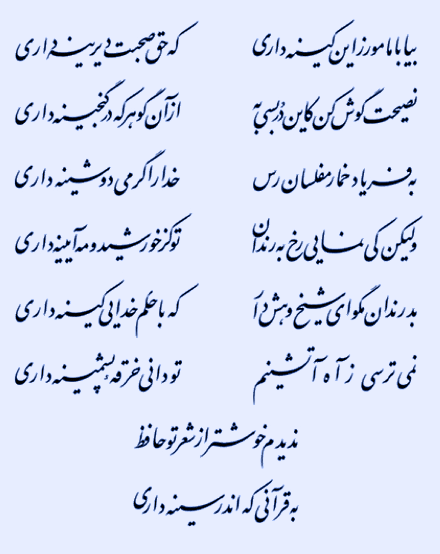 بیا با ما مورز این کینه داری که حق صحبت دیرینه داری
نصیحت گوش کن کاین در بسی به از آن گوهر که در گنجینه داری
به فریاد خمار مفلسان رس خدا را گر می دوشینه داری
ولیکن کی نمایی رخ به رندان تو کز خورشید و مه آیینه داری
بد رندان مگو ای شیخ و هش دار که با حکم خدایی کینه داری
نمی ترسی ز آه آتشینم تو دانی خرقه پشمینه داری
ندیدم خوشتر از شعر تو حافظ
به قرآنی که اندر سینه داری